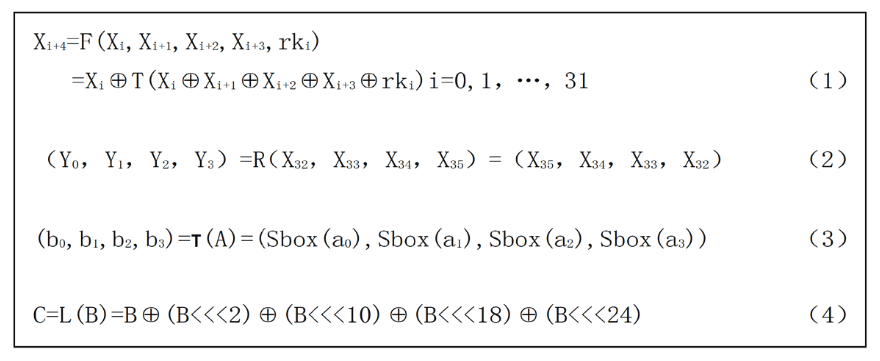 Xᵢ₊₄=F(Xᵢ,Xᵢ₊₁,Xᵢ₊₂,Xᵢ₊₃,rkᵢ)
=Xᵢ⊕T(Xᵢ⊕Xᵢ₊₁⊕Xᵢ₊₂⊕Xᵢ₊₃⊕rkᵢ)i=0,1,…,31 (1)
(Y₀, Y₁, Y₂, Y₃)=R(X₃₂, X₃₃, X₃₄, X₃₅)=(X₃₅, X₃₄, X₃₃, X₃₂) (2)
(b₀,b₁,b₂,b₃)=τ(A)=(Sbox(a₀),Sbox(a₁),Sbox(a₂),Sbox(a₃)) (3)
C=L(B)=B⊕(B<<<2)⊕(B<<<10)⊕(B<<<18)⊕(B<<<24) (4)